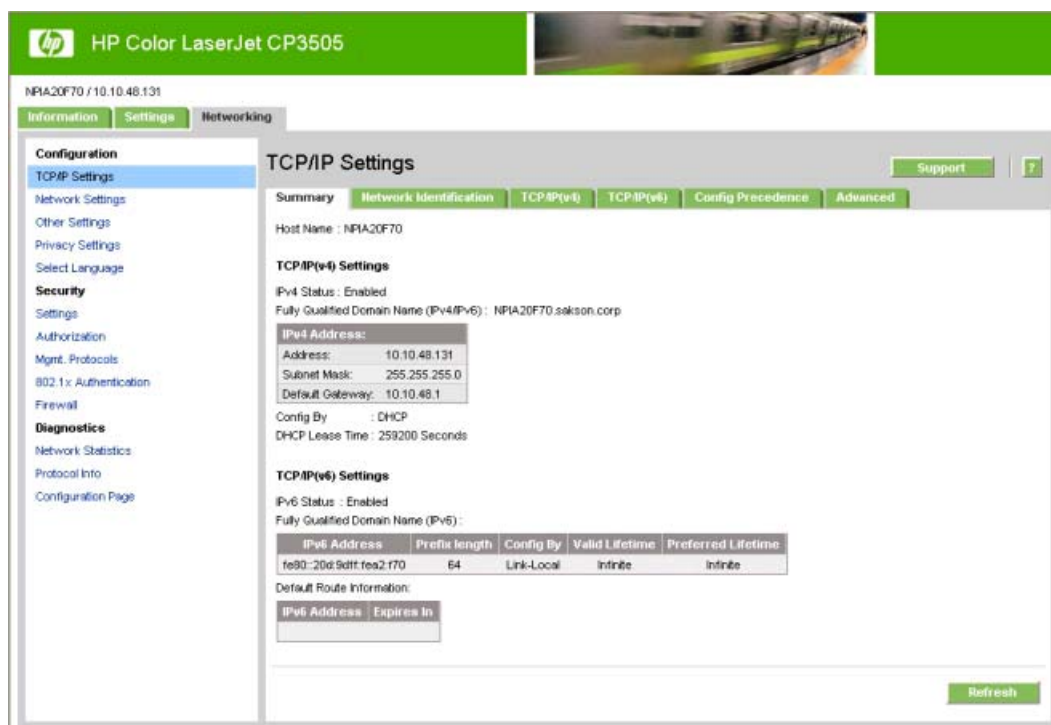 hp HP Color LaserJet CP3505
NPIA20F70 / 10.10.48.131
Information Settings Networking
Configuration
TCP/IP Settings
Network Settings
Other Settings
Privacy Settings
Select Language
Security
Settings
Authorization
Mgmt. Protocols
802.1x Authentication
Firewall
Diagnostics
Network Statistics
Protocol Info
Configuration Page
TCP/IP Settings
Support ?
Summary Network Identification TCP/IP(v4) TCP/IP(v6) Config Precedence Advanced
Host Name : NPIA20F70
TCP/IP(v4) Settings
IPv4 Status : Enabled
Fully Qualified Domain Name (IPv4/IPv6) : NPIA20F70.sakson.corp
IPv4 Address:
Address: 10.10.48.131
Subnet Mask: 255.255.255.0
Default Gateway: 10.10.48.1
Config By : DHCP
DHCP Lease Time : 259200 Seconds
TCP/IP(v6) Settings
IPv6 Status : Enabled
Fully Qualified Domain Name (IPv6) :
IPv6 Address Prefix length Config By Valid Lifetime Preferred Lifetime
fe80::20d:9dff:fea2:f70 64 Link-Local Infinite Infinite
Default Route Information:
IPv6 Address Expires In
Refresh